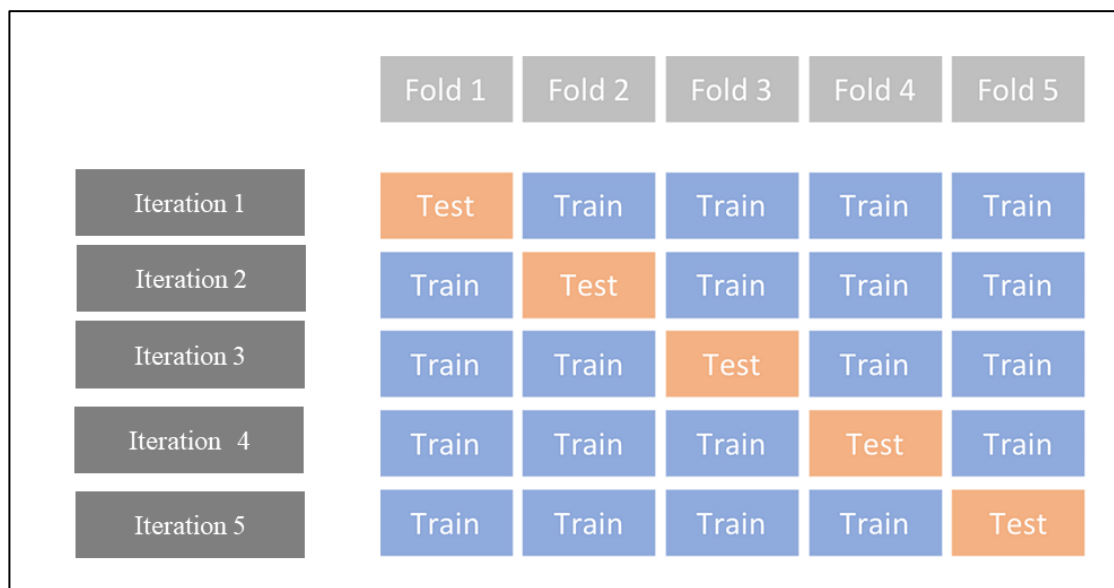 Fold 1 Fold 2 Fold 3 Fold 4 Fold 5
Iteration 1 Test Train Train Train Train
Iteration 2 Train Test Train Train Train
Iteration 3 Train Train Test Train Train
Iteration 4 Train Train Train Test Train
Iteration 5 Train Train Train Train Test